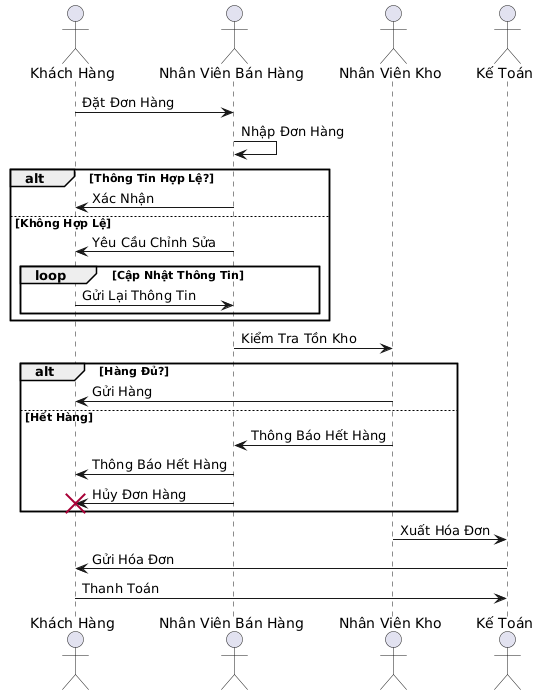 Khách Hàng Nhân Viên Bán Hàng Nhân Viên Kho Kế Toán
Đặt Đơn Hàng
Nhập Đơn Hàng
alt [Thông Tin Hợp Lệ?]
Xác Nhận
[Không Hợp Lệ]
Yêu Cầu Chỉnh Sửa
loop [Cập Nhật Thông Tin]
Gửi Lại Thông Tin
Kiểm Tra Tồn Kho
alt [Hàng Đủ?]
Gửi Hàng
[Hết Hàng]
Thông Báo Hết Hàng
Thông Báo Hết Hàng
Hủy Đơn Hàng
Xuất Hóa Đơn
Gửi Hóa Đơn
Thanh Toán
Khách Hàng Nhân Viên Bán Hàng Nhân Viên Kho Kế Toán